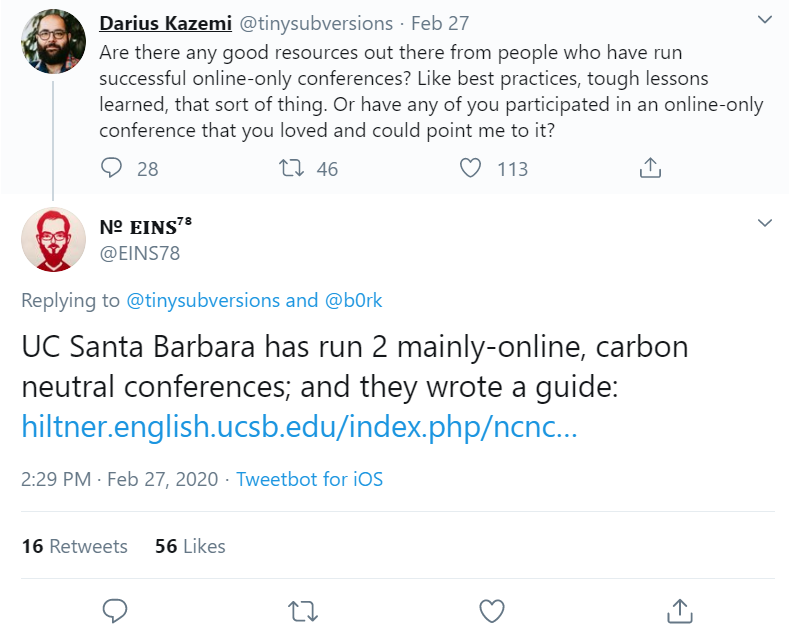 Darius Kazemi @tinysubversions · Feb 27
Are there any good resources out there from people who have run
successful online-only conferences? Like best practices, tough lessons
learned, that sort of thing. Or have any of you participated in an online-only
conference that you loved and could point me to it?
28 46 113
Nº EINS⁷⁸
@EINS78
Replying to @tinysubversions and @b0rk
UC Santa Barbara has run 2 mainly-online, carbon
neutral conferences; and they wrote a guide:
hiltner.english.ucsb.edu/index.php/ncnc…
2:29 PM · Feb 27, 2020 · Tweetbot for iOS
16 Retweets 56 Likes